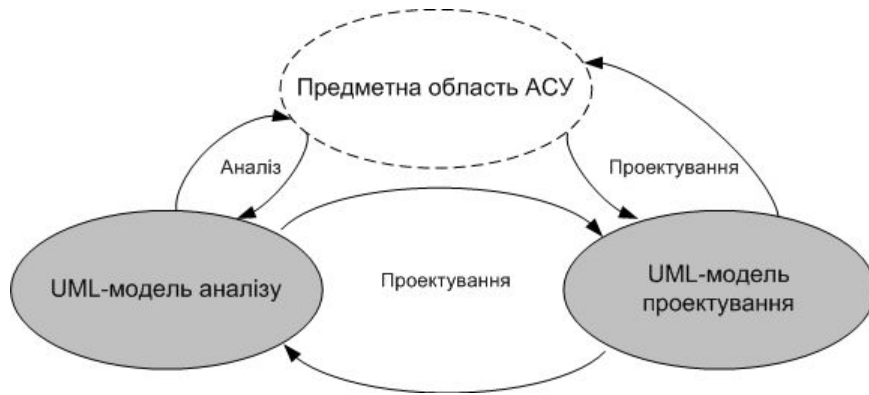 Предметна область АСУ
Аналіз
Проектування
UML-модель аналізу
Проектування
UML-модель
проектування